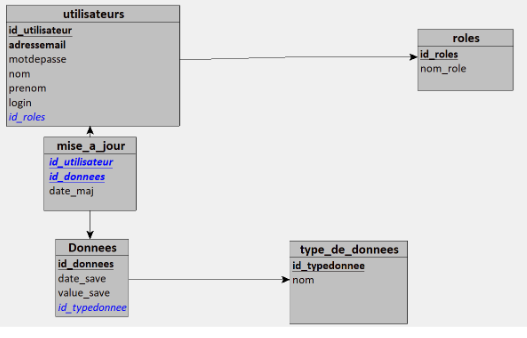 utilisateurs
id_utilisateur
adressemail
motdepasse
nom
prenom
login
id_roles
roles
id_roles
nom_role
mise_a_jour
id_utilisateur
id_donnees
date_maj
Donnees
id_donnees
date_save
value_save
id_typedonnee
type_de_donnees
id_typedonnee
nom